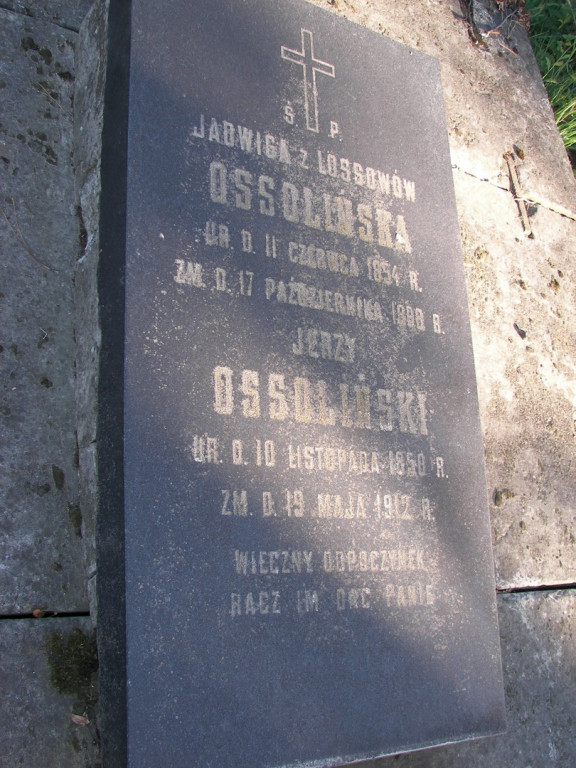 Ś P.
JADWIGA z LOSSOWÓW
OSSOLIŃSKA
UR. D. 11 CZERWCA 1854 R.
ZM. D. 17 PAŹDZIERNIKA 1898 R.
JERZY
OSSOLIŃSKI
UR. D. 10 LISTOPADA 1850 R.
ZM. D. 19 MAJA 1912 R.
WIECZNY ODPOCZYNEK
RACZ IM DAĆ PANIE